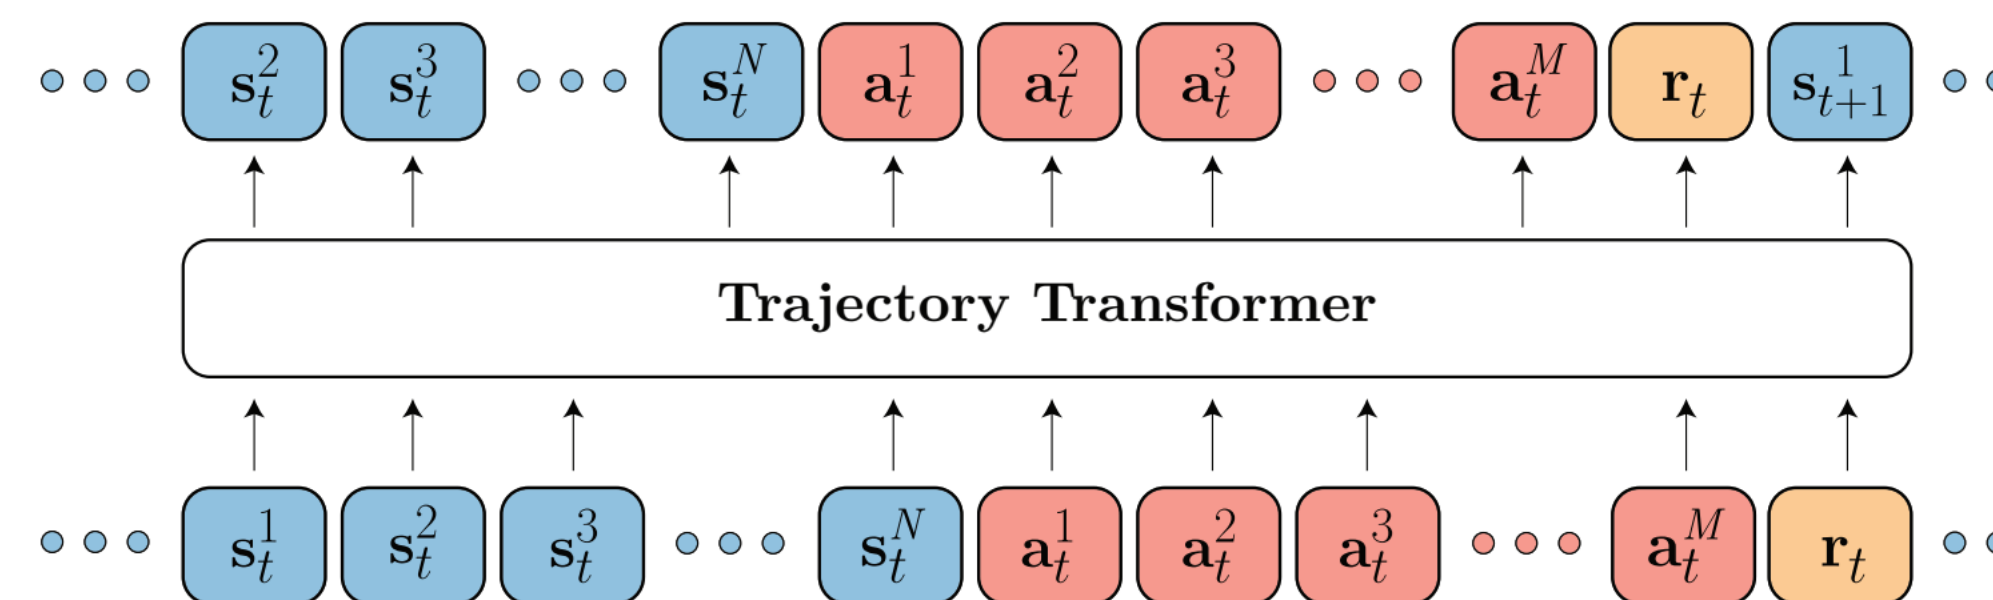 s_t^2 s_t^3 s_t^N a_t^1 a_t^2 a_t^3 a_t^M r_t s_{t+1}^1
Trajectory Transformer
s_t^1 s_t^2 s_t^3 s_t^N a_t^1 a_t^2 a_t^3 a_t^M r_t